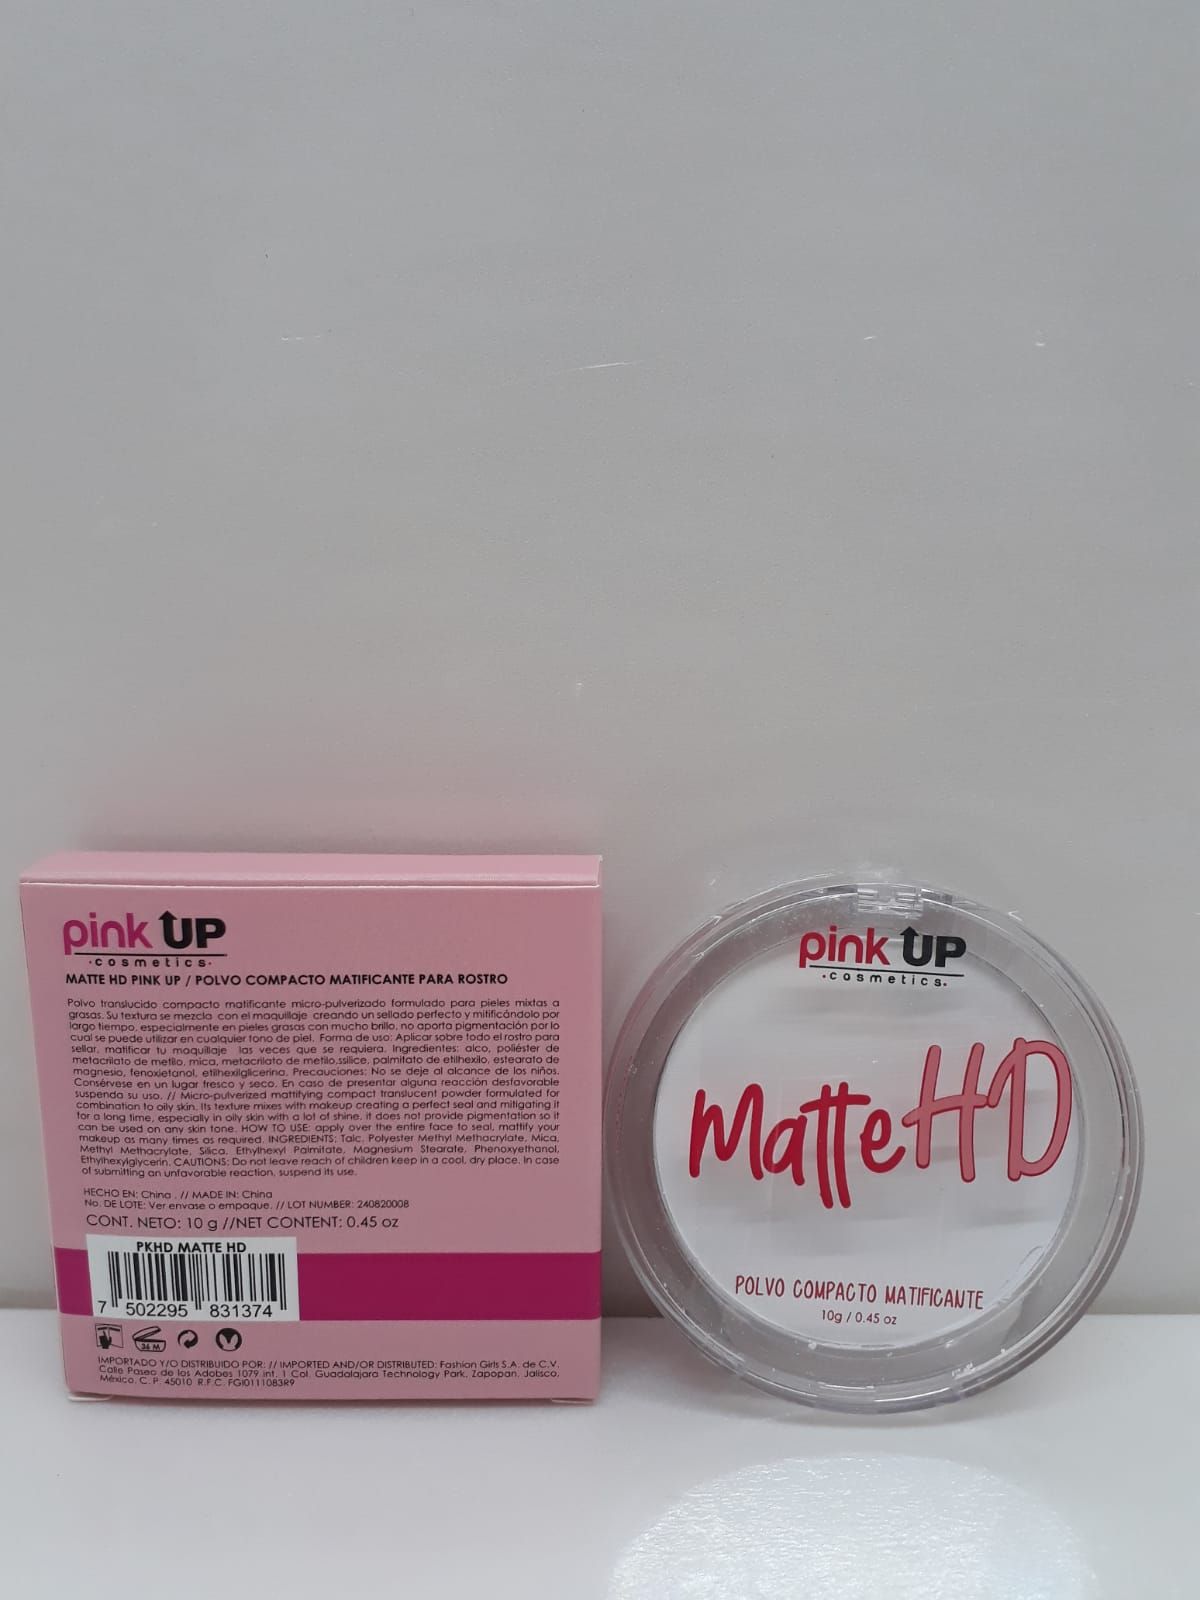 pink UP
•cosmetics•
MATTE HD PINK UP / POLVO COMPACTO MATIFICANTE PARA ROSTRO
Polvo translucido compacto matificante micro-pulverizado formulado para pieles mixtas a
grasas. Su textura se mezcla con el maquillaje creando un sellado perfecto y mitificándolo por
largo tiempo, especialmente en pieles grasas con mucho brillo, no aporta pigmentación por lo
cual se puede utilizar en cualquier tono de piel. Forma de uso: Aplicar sobre todo el rostro para
sellar, matificar tu maquillaje las veces que se requiera. Ingredientes: alco, poliéster de
metacrilato de metilo, mica, metacrilato de metilo,ssilice, palmitato de etilhexilo, estearato de
magnesio, fenoxietanol, etilhexilglicerina. Precauciones: No se deje al alcance de los niños.
Consérvese en un lugar fresco y seco. En caso de presentar alguna reacción desfavorable
suspenda su uso. // Micro-pulverized mattifying compact translucent powder formulated for
combination to oily skin. Its texture mixes with makeup creating a perfect seal and mitigating it
for a long time, especially in oily skin with a lot of shine, it does not provide pigmentation so it
can be used on any skin tone. HOW TO USE: apply over the entire face to seal, mattify your
makeup as many times as required. INGREDIENTS: Talc, Polyester Methyl Methacrylate, Mica,
Methyl Methacrylate, Silica, Ethylhexyl Palmitate, Magnesium Stearate, Phenoxyethanol,
Ethylhexylglycerin. CAUTIONS: Do not leave reach of children keep in a cool, dry place. In case
of submitting an unfavorable reaction, suspend its use.
HECHO EN: China . // MADE IN: China
No. DE LOTE: Ver envase o empaque. // LOT NUMBER: 240820008
CONT. NETO: 10 g //NET CONTENT: 0.45 oz
PKHD MATTE HD
7 502295 831374
36 M
IMPORTADO Y/O DISTRIBUIDO POR: // IMPORTED AND/OR DISTRIBUTED: Fashion Girls S.A. de C.V.
Calle Paseo de los Adobes 1079 int. 1 Col. Guadalajara Technology Park, Zapopan, Jalisco,
México, C. P. 45010 R.F.C. FGI0111083R9
pink UP
•cosmetics•
Matte HD
POLVO COMPACTO MATIFICANTE
10g / 0.45 oz